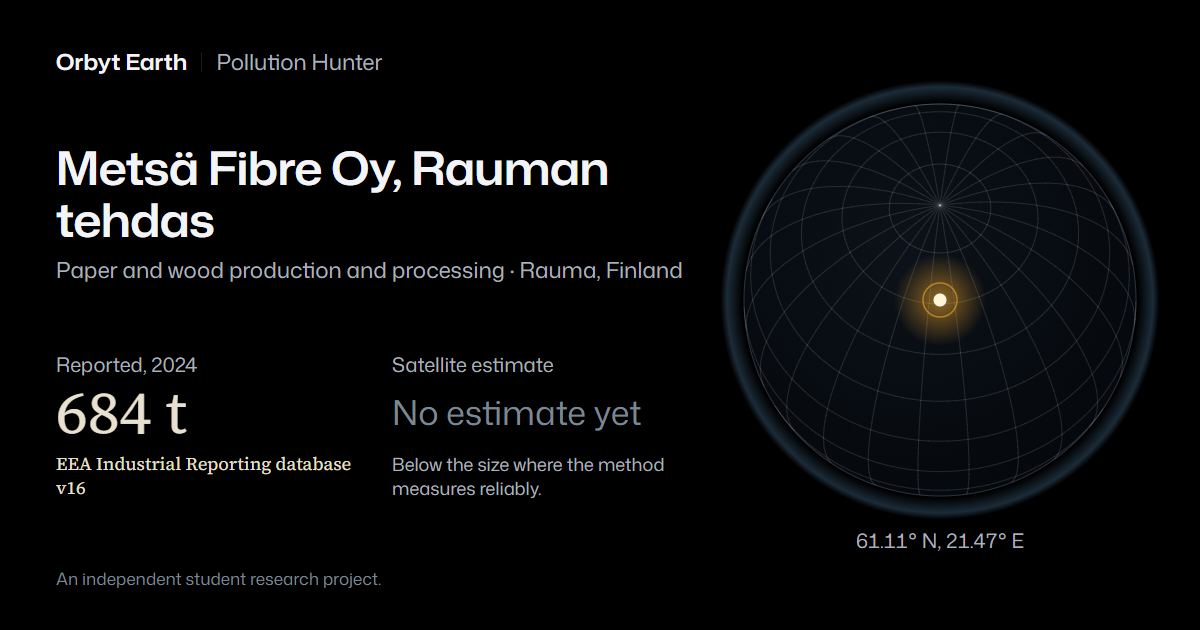 Orbyt Earth | Pollution Hunter
Metsä Fibre Oy, Rauman
tehdas
Paper and wood production and processing · Rauma, Finland
Reported, 2024
684 t
EEA Industrial Reporting database
v16
Satellite estimate
No estimate yet
Below the size where the method
measures reliably.
61.11° N, 21.47° E
An independent student research project.